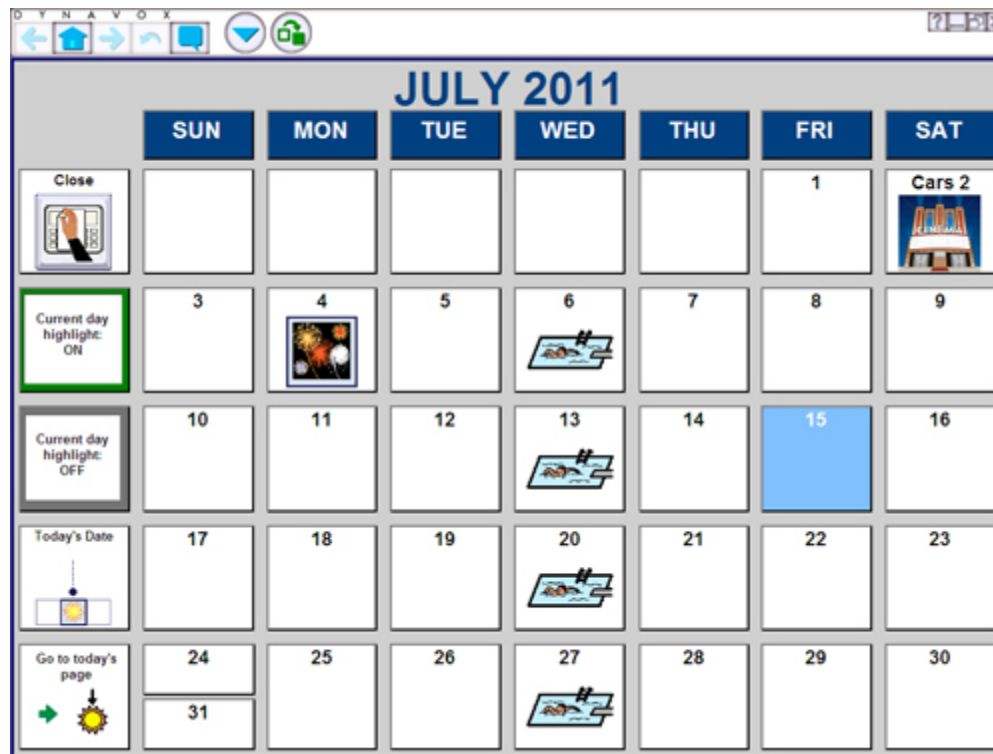 DYNAVOX
?
JULY 2011
SUN MON TUE WED THU FRI SAT
Close
1
Cars 2
CINEMA
Current day
highlight:
ON
3 4 5 6 7 8 9
Current day
highlight:
OFF
10 11 12 13 14 15 16
Today's Date
17 18 19 20 21 22 23
Go to today's
page
24 25 26 27 28 29 30
31